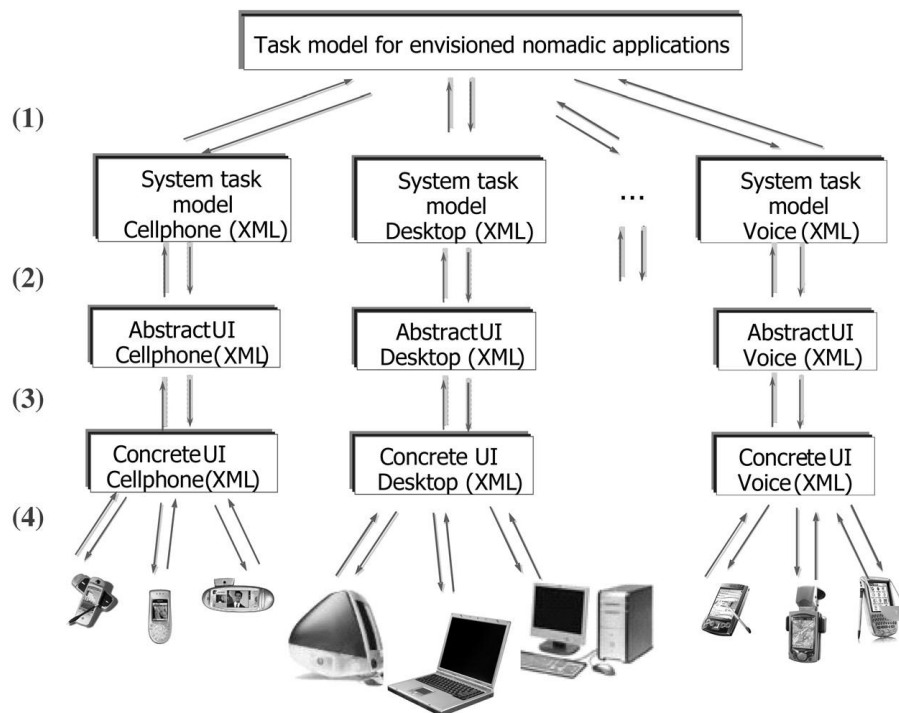 Task model for envisioned nomadic applications
(1)
System task
model
Cellphone (XML)
System task
model
Desktop (XML)
...
System task
model
Voice (XML)
(2)
Abstract UI
Cellphone (XML)
Abstract UI
Desktop (XML)
Abstract UI
Voice (XML)
(3)
Concrete UI
Cellphone (XML)
Concrete UI
Desktop (XML)
Concrete UI
Voice (XML)
(4)